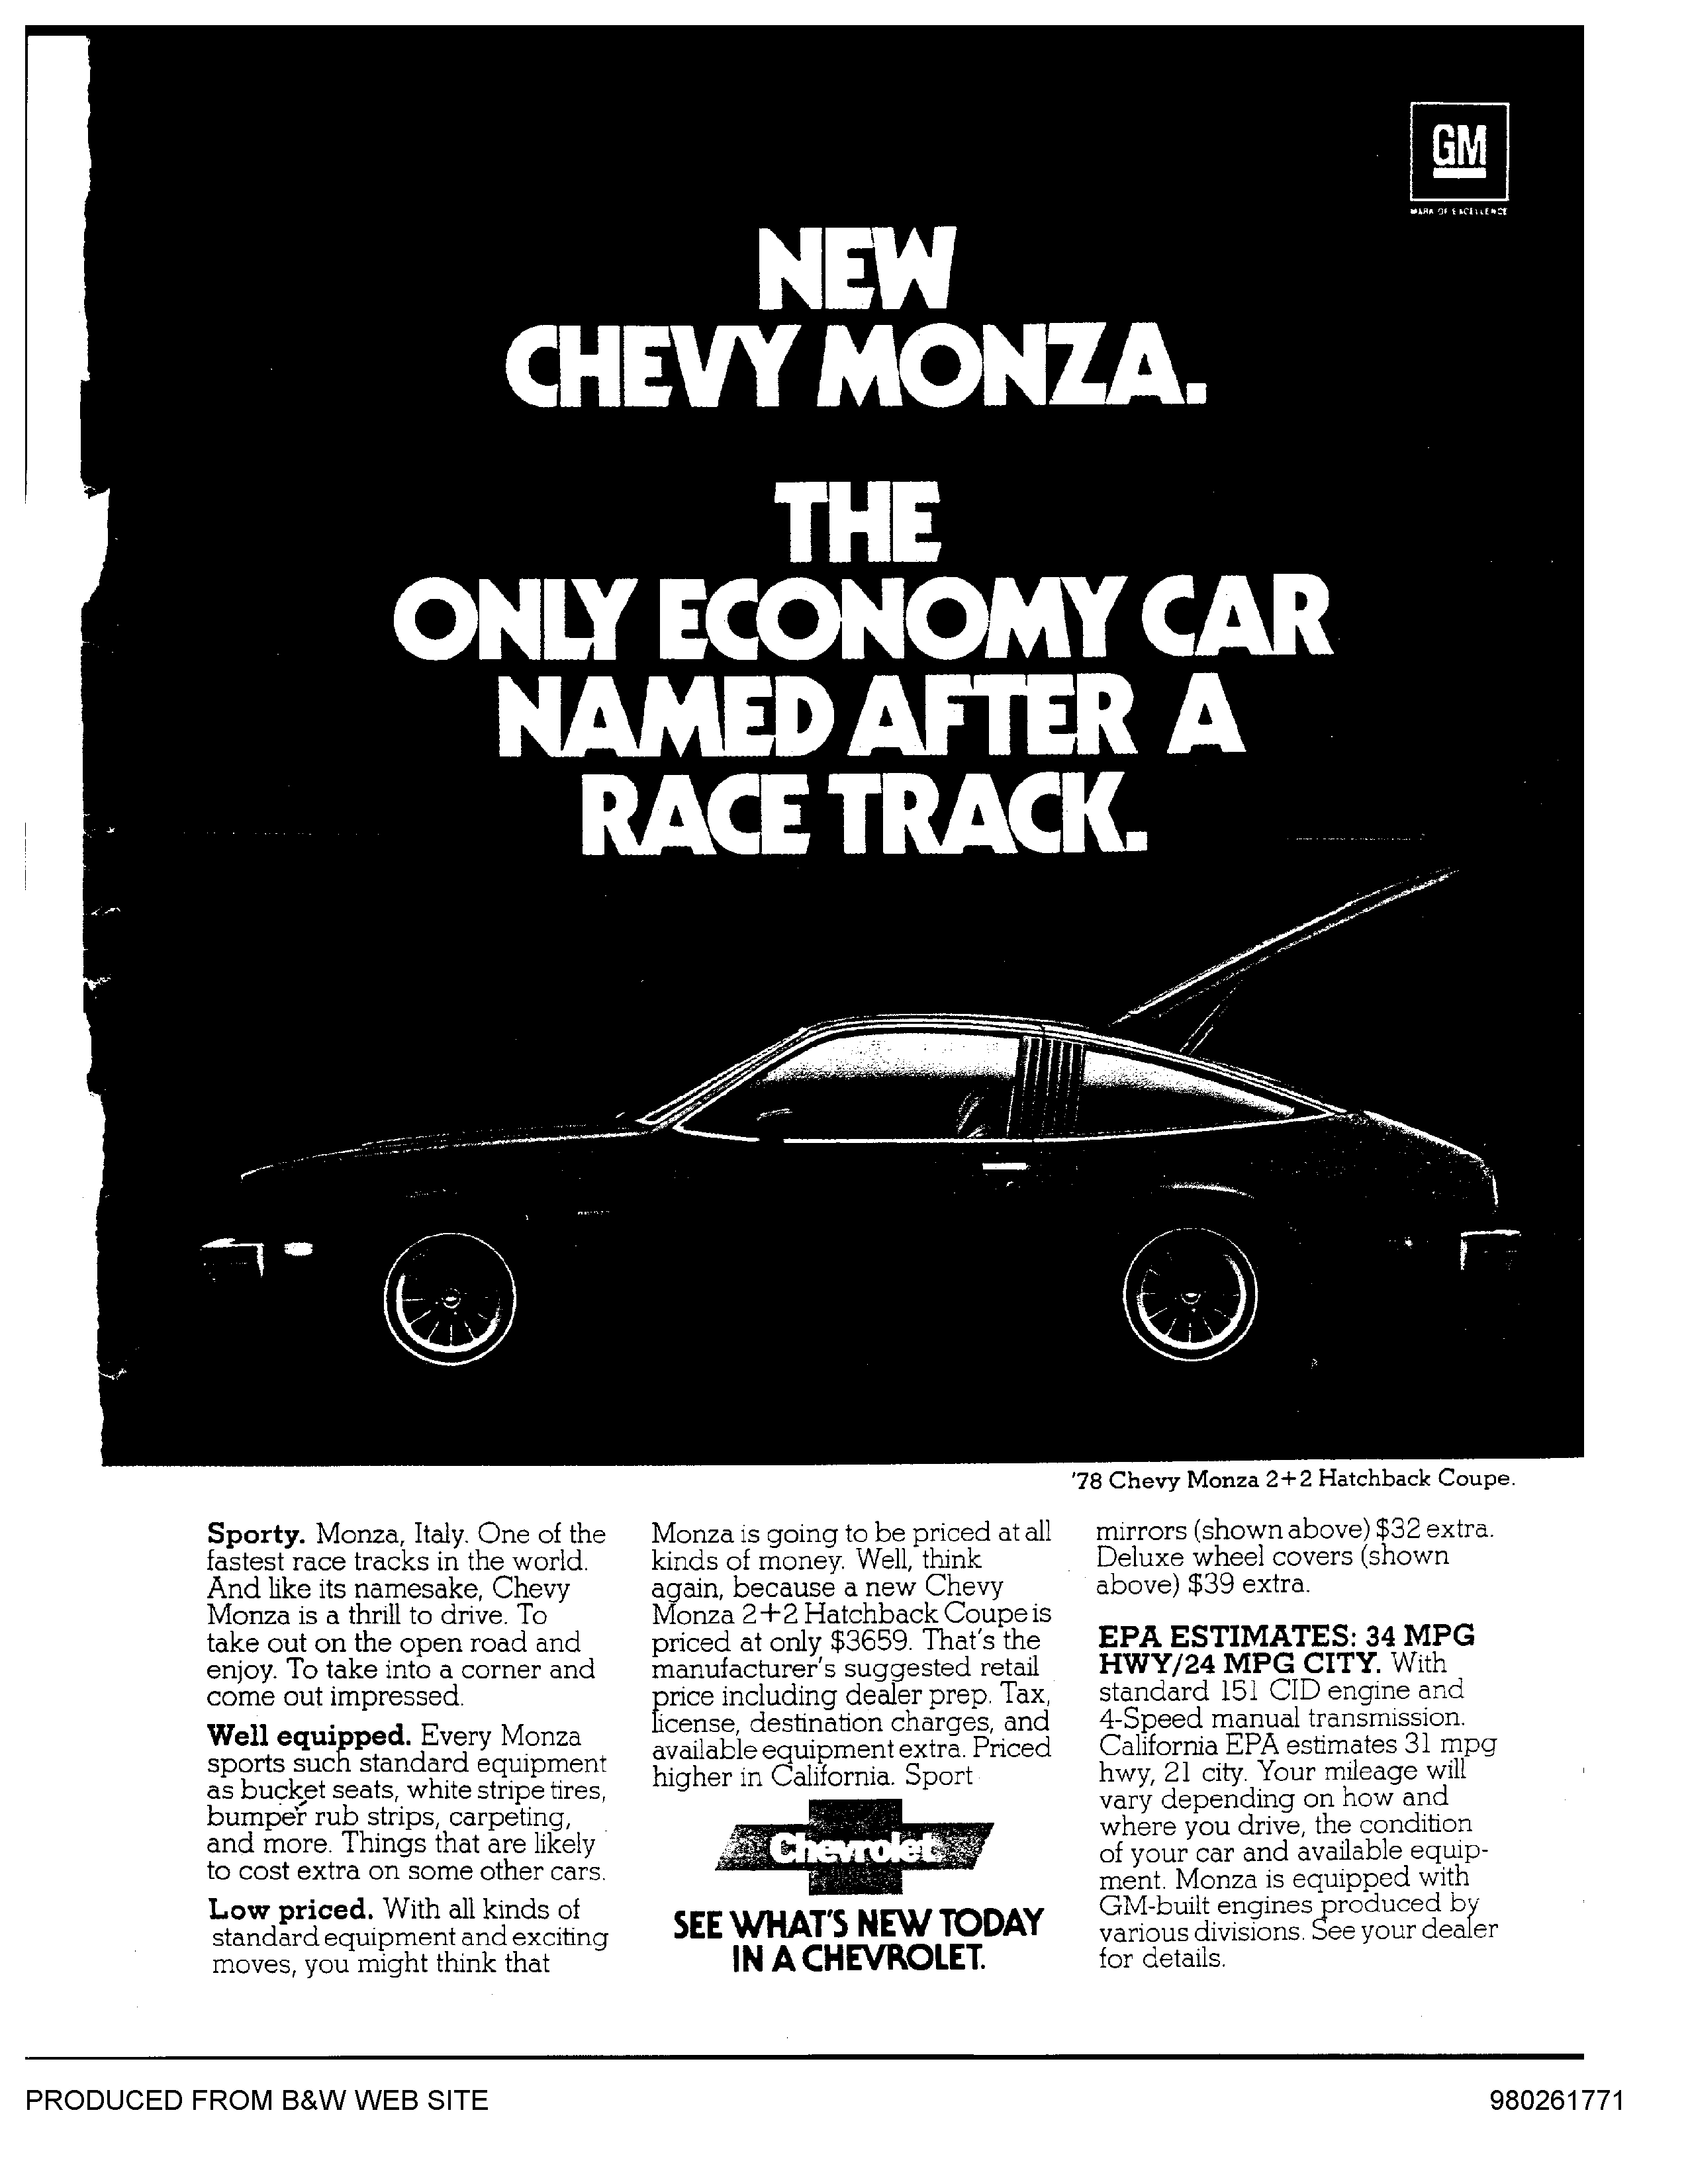 GM
MARK OF EXCELLENCE
NEW
CHEVY MONZA.
THE
ONLY ECONOMY CAR
NAMED AFTER A
RACE TRACK.
'78 Chevy Monza 2+2 Hatchback Coupe.
Sporty. Monza, Italy. One of the
fastest race tracks in the world.
And like its namesake, Chevy
Monza is a thrill to drive. To
take out on the open road and
enjoy. To take into a corner and
come out impressed.
Well equipped. Every Monza
sports such standard equipment
as bucket seats, white stripe tires,
bumper rub strips, carpeting,
and more. Things that are likely
to cost extra on some other cars.
Low priced. With all kinds of
standard equipment and exciting
moves, you might think that
Monza is going to be priced at all
kinds of money. Well, think
again, because a new Chevy
Monza 2+2 Hatchback Coupe is
priced at only $3659. That's the
manufacturer's suggested retail
price including dealer prep. Tax,
license, destination charges, and
available equipment extra. Priced
higher in California. Sport
mirrors (shown above) $32 extra.
Deluxe wheel covers (shown
above) $39 extra.
EPA ESTIMATES: 34 MPG
HWY/24 MPG CITY. With
standard 151 CID engine and
4-Speed manual transmission.
California EPA estimates 31 mpg
hwy, 21 city. Your mileage will
vary depending on how and
where you drive, the condition
of your car and available equip-
ment. Monza is equipped with
GM-built engines produced by
various divisions. See your dealer
for details.
Chevrolet
SEE WHAT'S NEW TODAY
IN A CHEVROLET.
PRODUCED FROM B&W WEB SITE
980261771